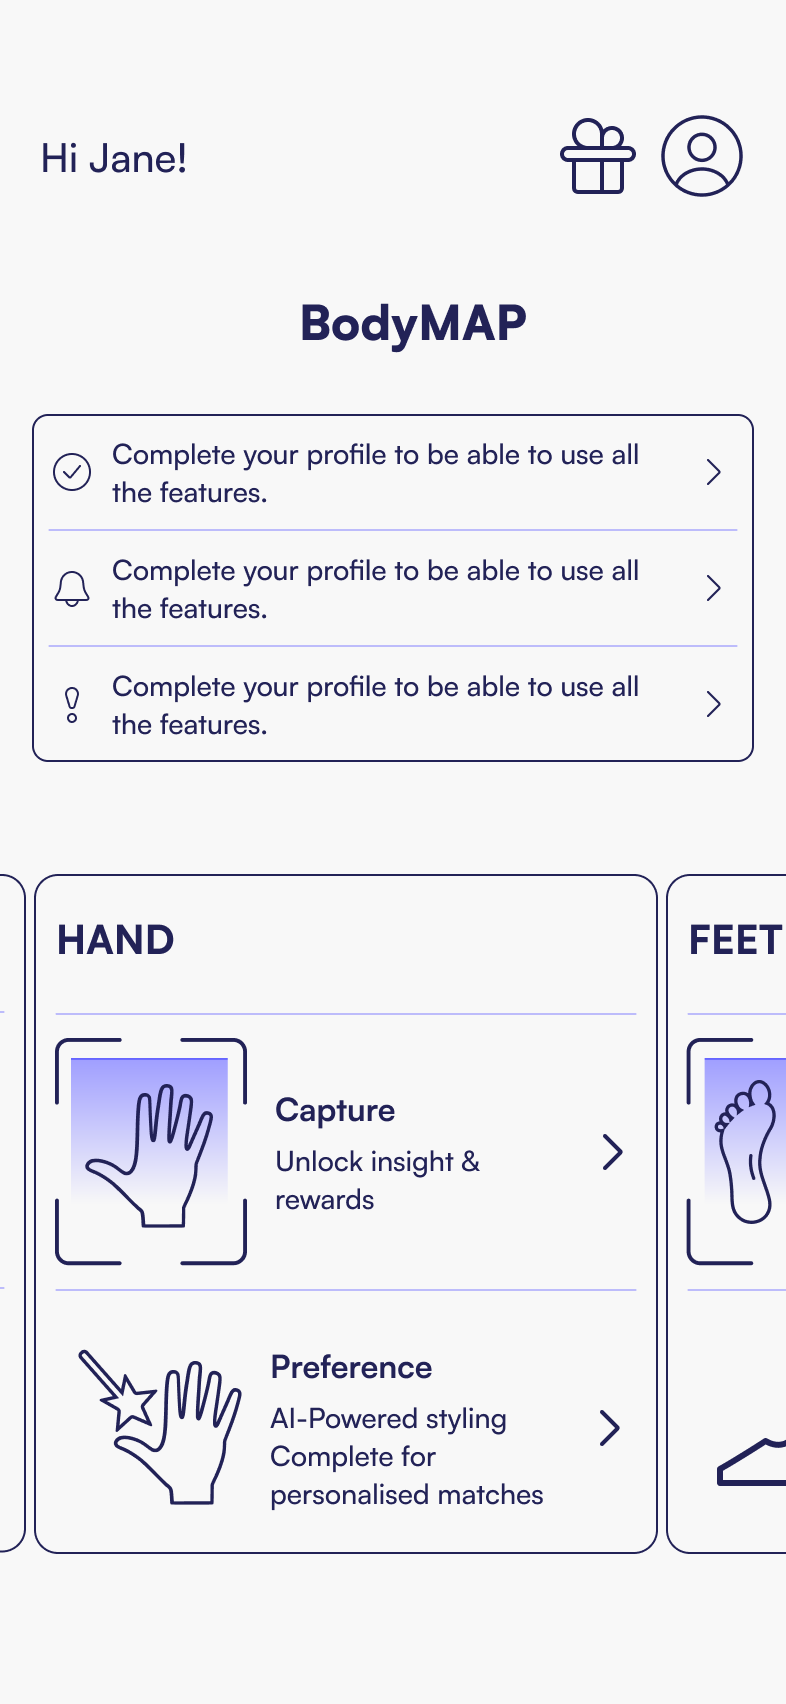 Hi Jane!
BodyMAP
Complete your profile to be able to use all
the features.
Complete your profile to be able to use all
the features.
Complete your profile to be able to use all
the features.
HAND
Capture
Unlock insight &
rewards
Preference
AI-Powered styling
Complete for
personalised matches
FEET